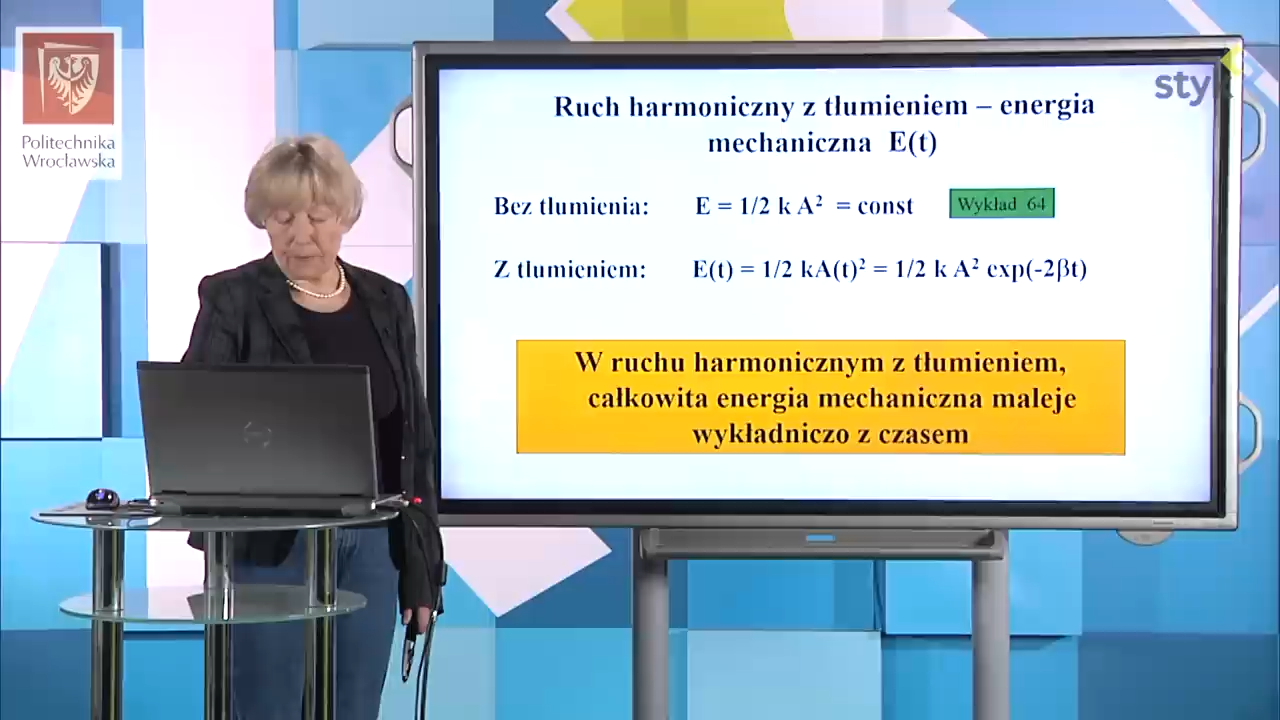 Politechnika
Wrocławska
sty
Ruch harmoniczny z tłumieniem – energia
mechaniczna E(t)
Bez tłumienia: E = 1/2 k A² = const Wykład 64
Z tłumieniem: E(t) = 1/2 kA(t)² = 1/2 k A² exp(-2βt)
W ruchu harmonicznym z tłumieniem,
całkowita energia mechaniczna maleje
wykładniczo z czasem